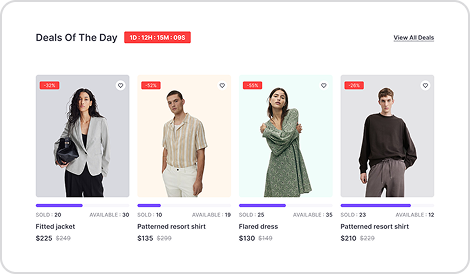 Deals Of The Day
1D : 12H : 15M : 09S
View All Deals
-32%
-52%
-55%
-26%
SOLD : 20 AVAILABLE : 30
SOLD : 10 AVAILABLE : 19
SOLD : 25 AVAILABLE : 35
SOLD : 23 AVAILABLE : 12
Fitted jacket
Patterned resort shirt
Flared dress
Patterned resort shirt
$225 $249
$135 $299
$130 $149
$210 $229